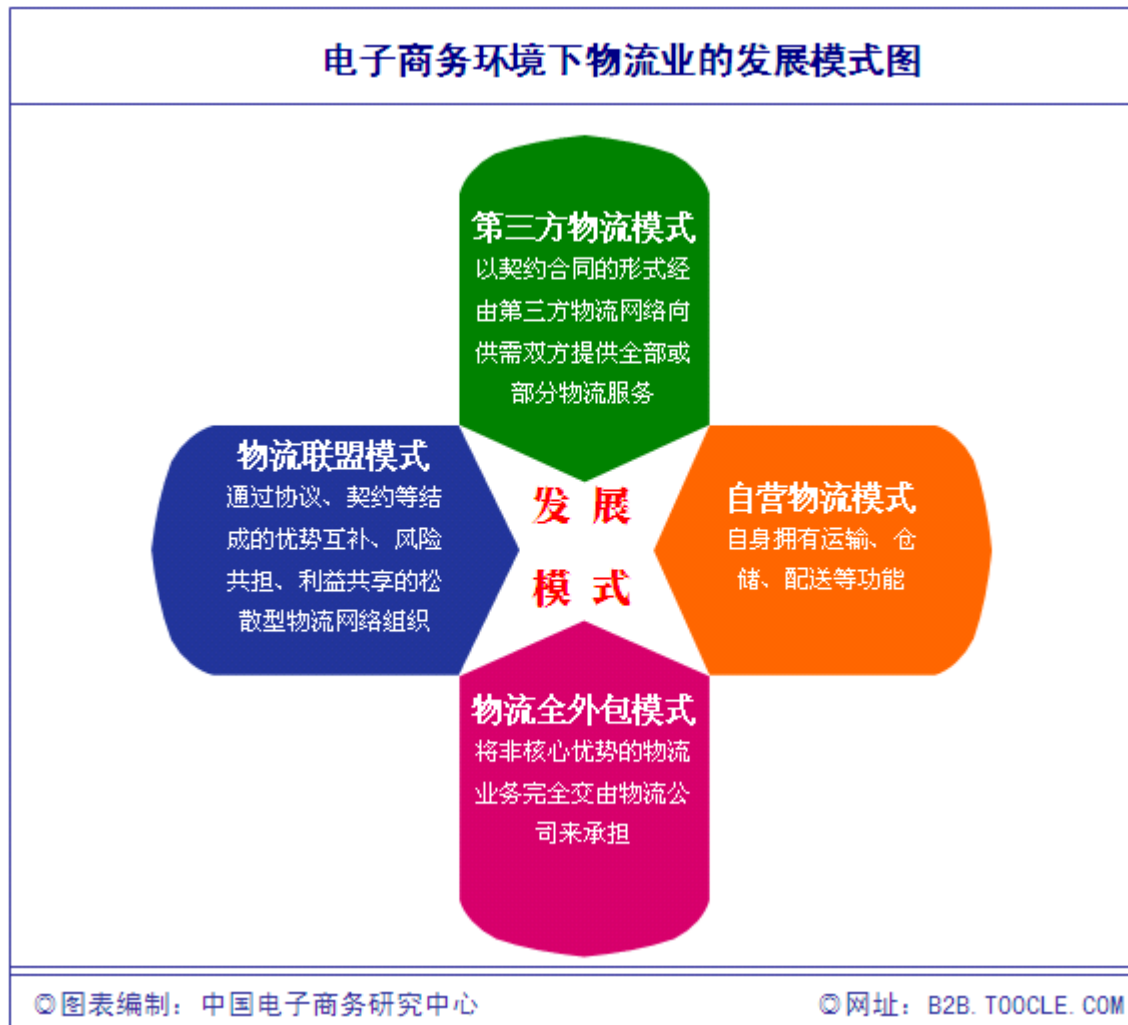 电子商务环境下物流业的发展模式图
第三方物流模式
以契约合同的形式经
由第三方物流网络向
供需双方提供全部或
部分物流服务
物流联盟模式
通过协议、契约等结
成的优势互补、风险
共担、利益共享的松
散型物流网络组织
发展
模式
自营物流模式
自身拥有运输、仓
储、配送等功能
物流全外包模式
将非核心优势的物流
业务完全交由物流公
司来承担
◎图表编制：中国电子商务研究中心
◎网址：B2B.TOOCLE.COM